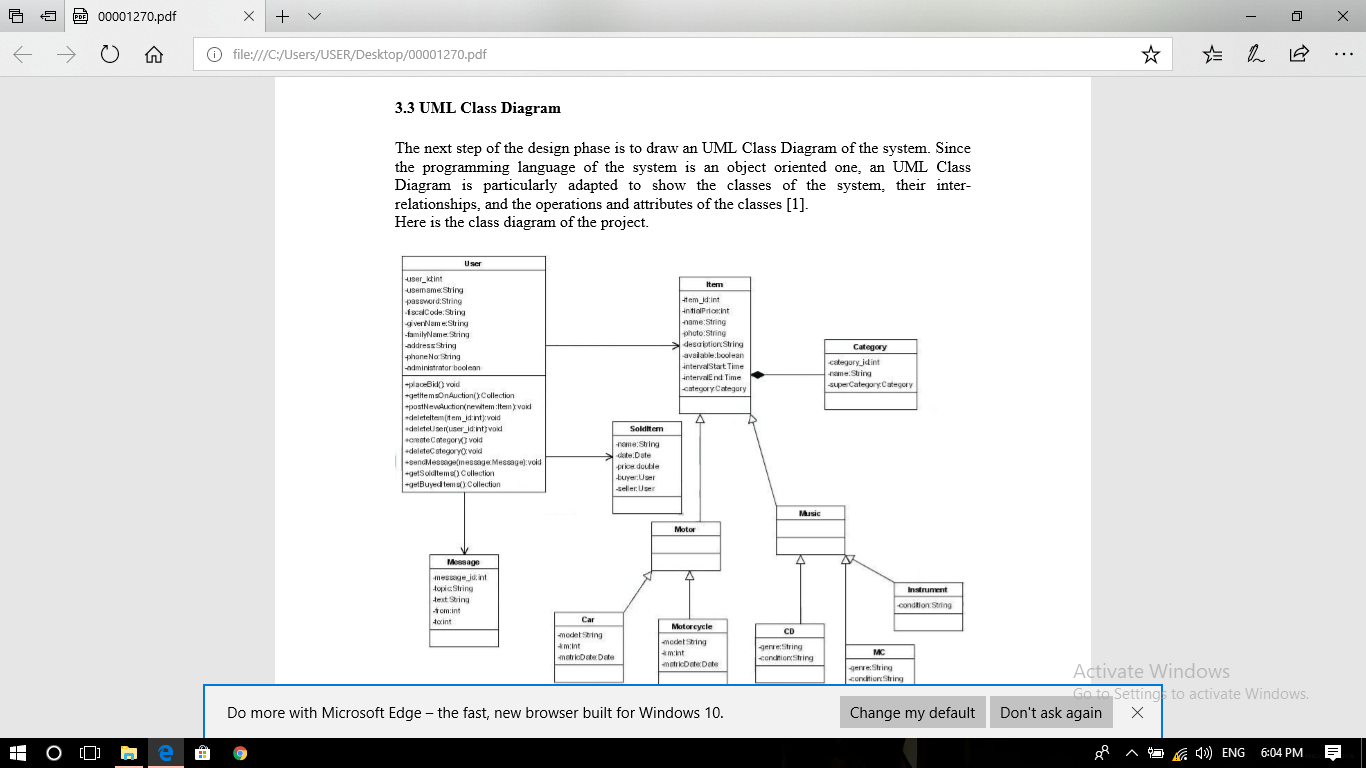 00001270.pdf
file:///C:/Users/USER/Desktop/00001270.pdf
3.3 UML Class Diagram
The next step of the design phase is to draw an UML Class Diagram of the system. Since
the programming language of the system is an object oriented one, an UML Class
Diagram is particularly adapted to show the classes of the system, their inter-
relationships, and the operations and attributes of the classes [1].
Here is the class diagram of the project.
User
-user_id:int
-username:String
-password:String
-fiscalCode:String
-givenName:String
-familyName:String
-address:String
-phoneNo:String
-administrator:boolean
+placeBid():void
+getItemsOnAuction():Collection
+postNewAuction(newitem:Item):void
+deleteItem(item_id:int):void
+deleteUser(user_id:int):void
+createCategory():void
+deleteCategory():void
+sendMessage(message:Message):void
+getSoldItems():Collection
+getBuyedItems():Collection
Item
-item_id:int
-initialPrice:int
-name:String
-photo:String
-description:String
-available:boolean
-intervalStart:Time
-intervalEnd:Time
-category:Category
Category
-category_id:int
-name:String
-superCategory:Category
SoldItem
-name:String
-date:Date
-price:double
-buyer:User
-seller:User
Motor
Music
Message
-message_id:int
-topic:String
-text:String
-from:int
-to:int
Instrument
-condition:String
Car
-model:String
-km:int
-matricDate:Date
Motorcycle
-model:String
-km:int
-matricDate:Date
CD
-genre:String
-condition:String
MC
-genre:String
-condition:String
Activate Windows
Go to Settings to activate Windows.
Do more with Microsoft Edge – the fast, new browser built for Windows 10.
Change my default
Don't ask again
ENG
6:04 PM